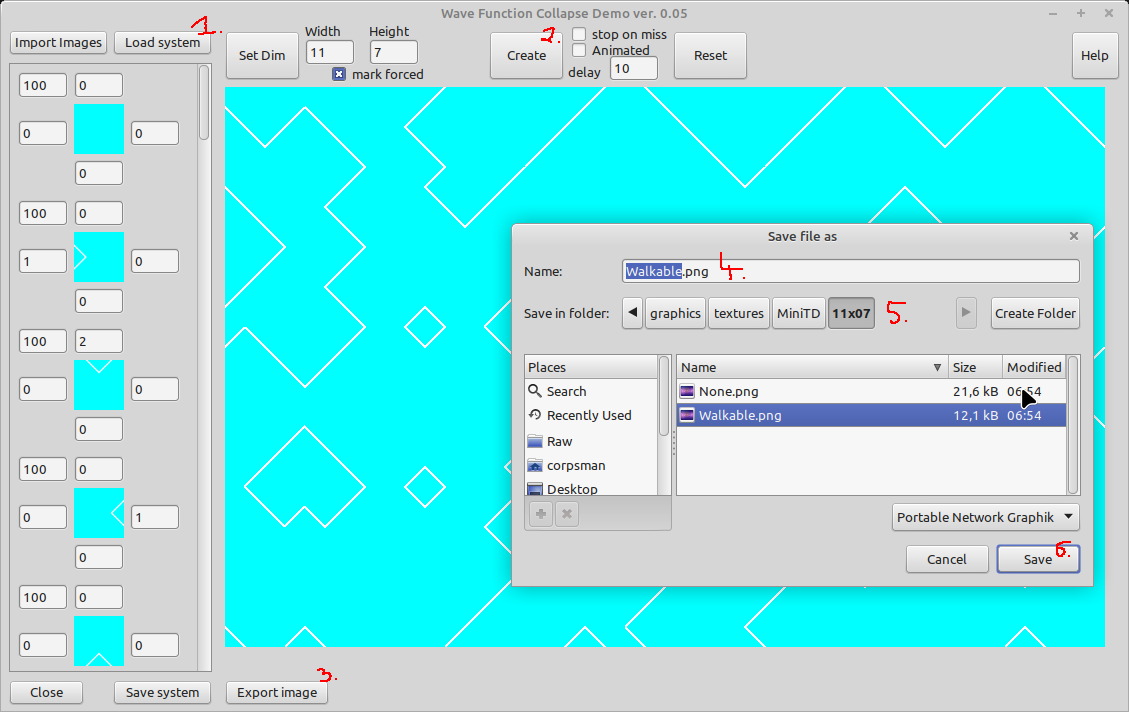 Wave Function Collapse Demo ver. 0.05
1.
Import Images Load system
Set Dim
Width Height
11 7
mark forced
2.
Create
stop on miss
Animated
delay 10
Reset
Help
100 0
0 0
0
100 0
1 0
0
100 2
0 0
0
100 0
0 1
0
100 0
0 0
Save file as
Name: Walkable.png 4.
Save in folder: graphics textures MiniTD 11x07 5. Create Folder
Places
Search
Recently Used
Raw
corpsman
Desktop
Name Size Modified
None.png 21,6 kB 06:54
Walkable.png 12,1 kB 06:54
Portable Network Graphik
Cancel Save 6.
3.
Close Save system Export image